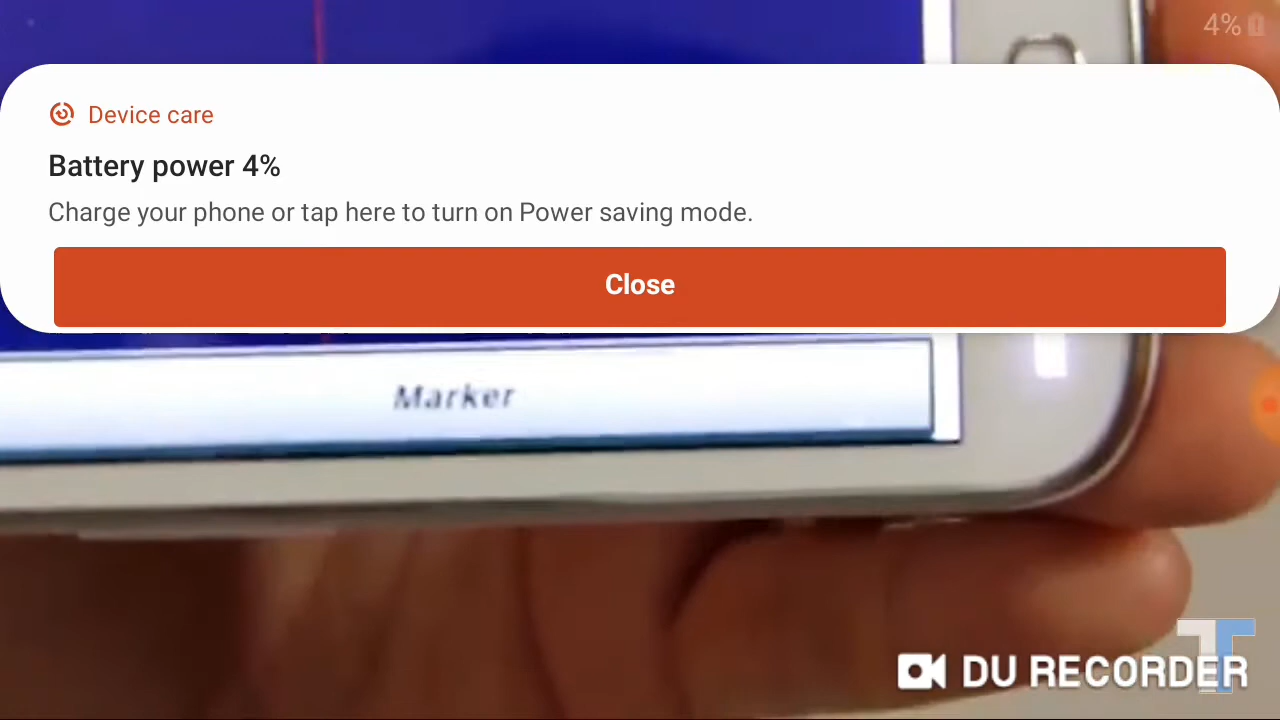 4%
Device care
Battery power 4%
Charge your phone or tap here to turn on Power saving mode.
Close
Marker
DU RECORDER